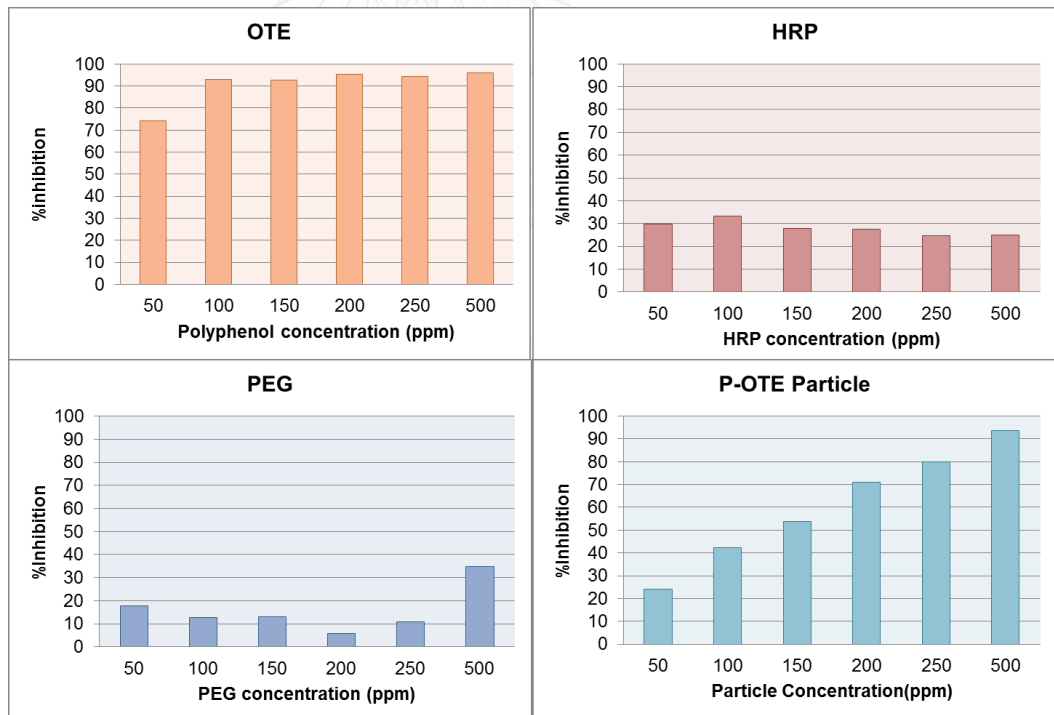 OTE
100
90
80
70
60
50
40
30
20
10
0
%inhibition
50 100 150 200 250 500
Polyphenol concentration (ppm)
HRP
100
90
80
70
60
50
40
30
20
10
0
%inhibition
50 100 150 200 250 500
HRP concentration (ppm)
PEG
100
90
80
70
60
50
40
30
20
10
0
%Inhibition
50 100 150 200 250 500
PEG concentration (ppm)
P-OTE Particle
100
90
80
70
60
50
40
30
20
10
0
%Inhibition
50 100 150 200 250 500
Particle Concentration(ppm)